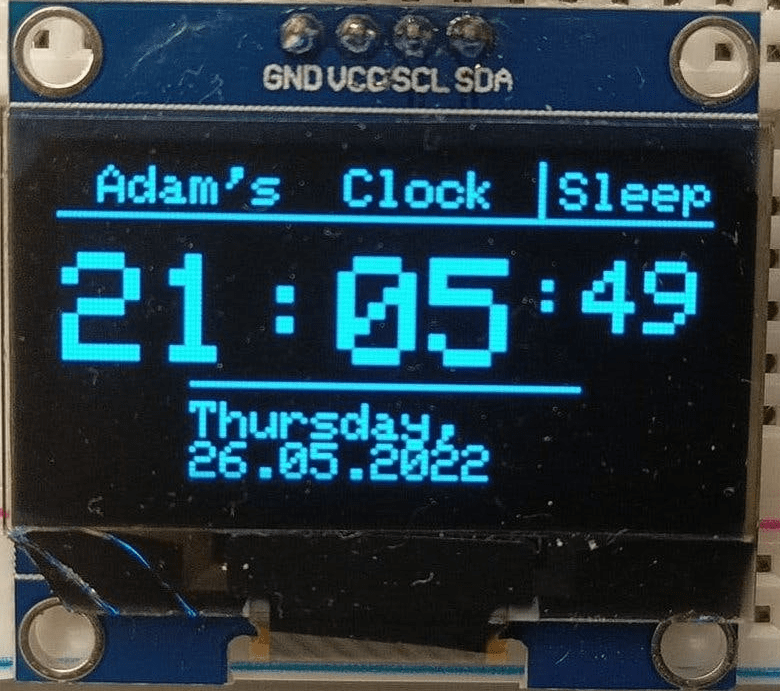 GND VCC SCL SDA
Adam's Clock |Sleep
21:05:49
Thursday,
26.05.2022